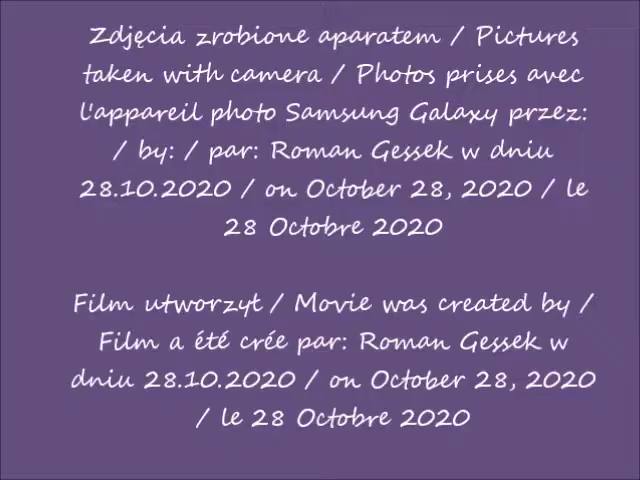 Zdjęcia zrobione aparatem / Pictures
taken with camera / Photos prises avec
l'appareil photo Samsung Galaxy przez:
/ by: / par: Roman Gessek w dniu
28.10.2020 / on October 28, 2020 / le
28 Octobre 2020
Film utworzył / Movie was created by /
Film a été crée par: Roman Gessek w
dniu 28.10.2020 / on October 28, 2020
/ le 28 Octobre 2020